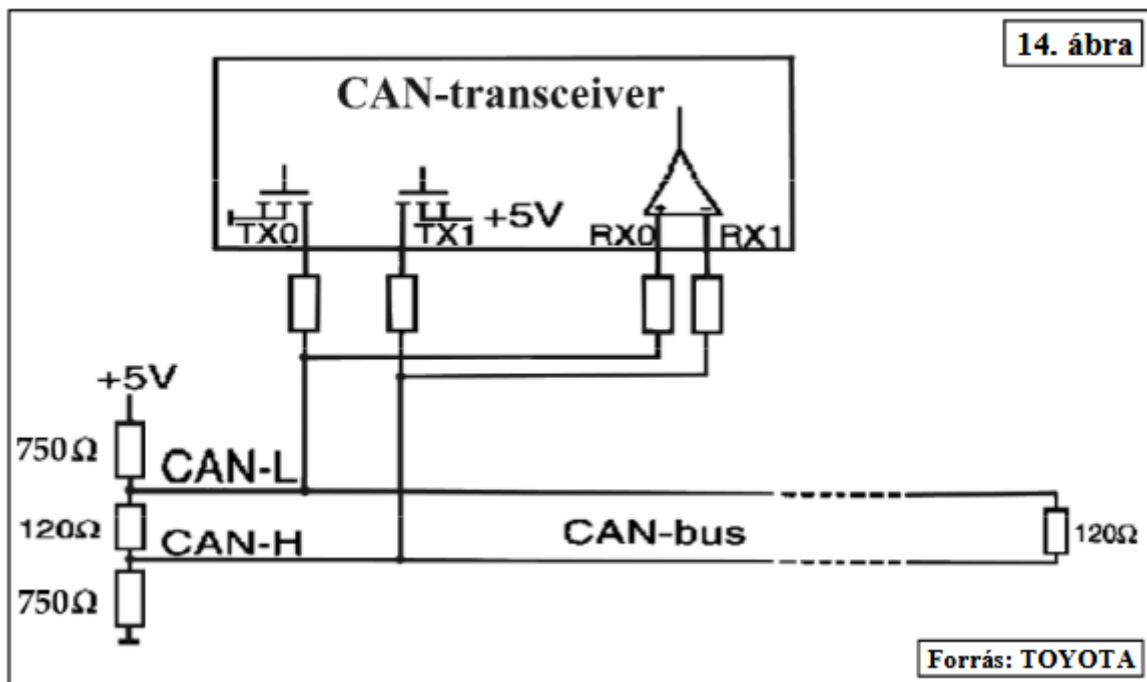 14. ábra
CAN-transceiver
TX0
TX1
+5V
RX0
RX1
+5V
750Ω
CAN-L
120Ω
CAN-H
CAN-bus
120Ω
750Ω
+
-
Forrás: TOYOTA